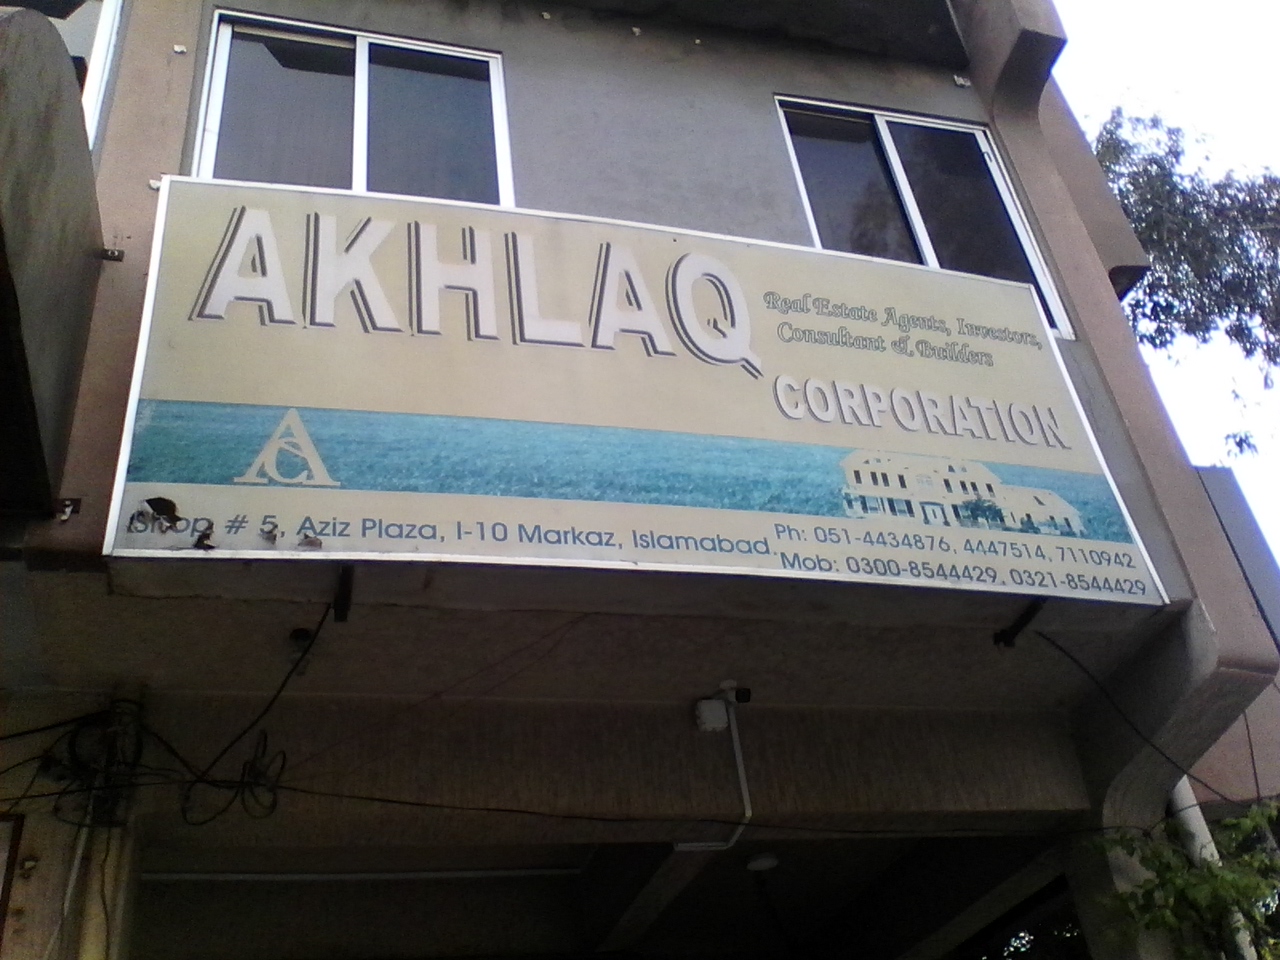 AKHLAQ
Real Estate Agents, Investors,
Consultant & Builders
CORPORATION
AC
Shop # 5, Aziz Plaza, I-10 Markaz, Islamabad.
Ph: 051-4434876, 4447514, 7110942
Mob: 0300-8544429, 0321-8544429